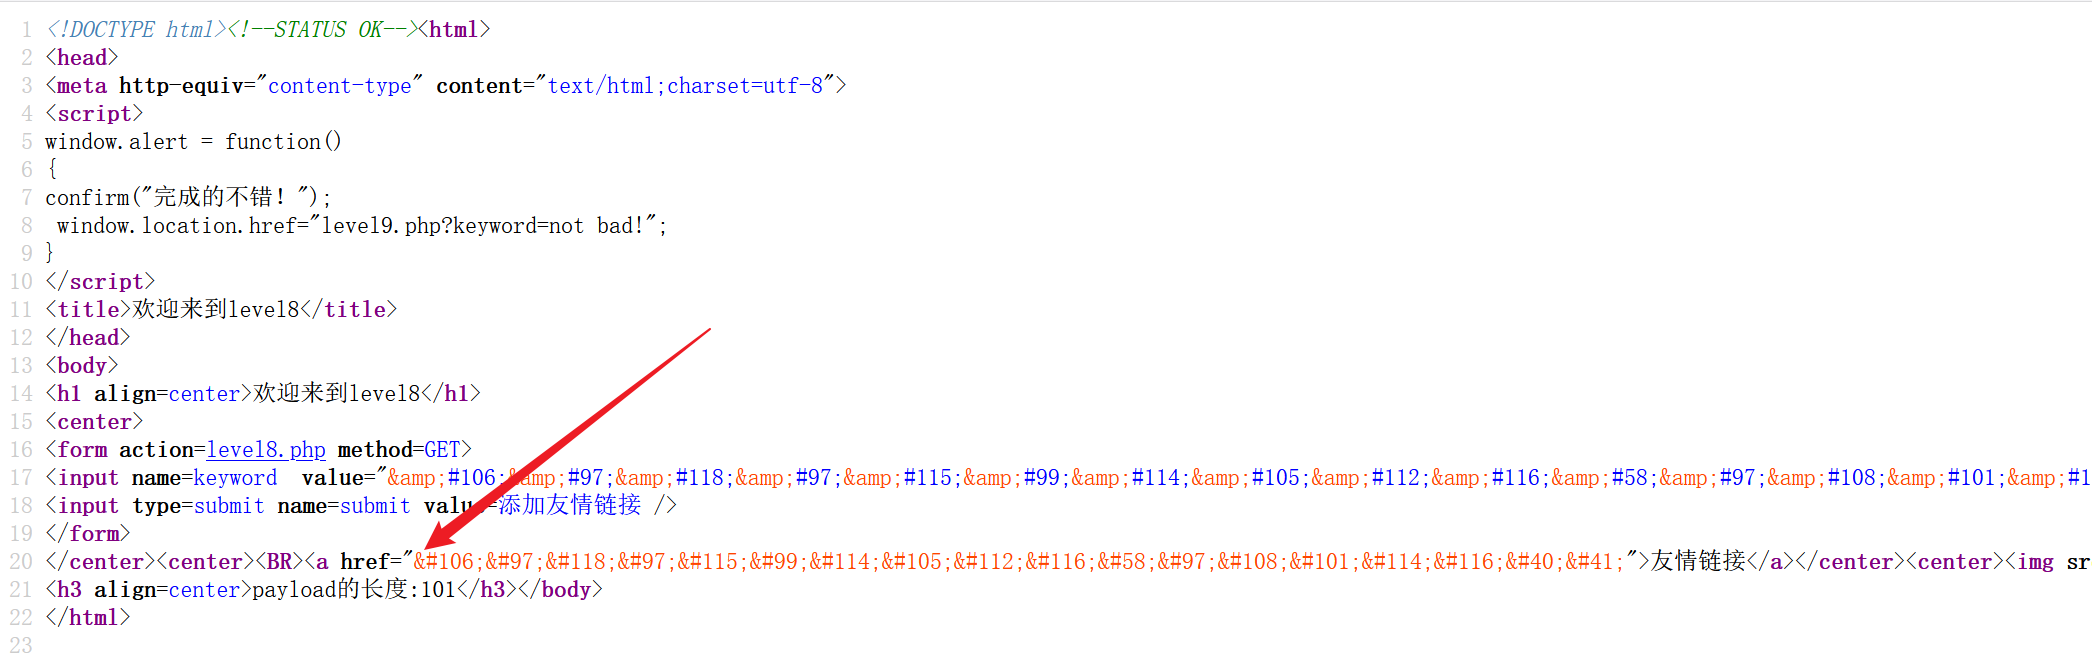 1 <!DOCTYPE html><!--STATUS OK--><html>
2 <head>
3 <meta http-equiv="content-type" content="text/html;charset=utf-8">
4 <script>
5 window.alert = function()
6 {
7 confirm("完成的不错！");
8  window.location.href="level9.php?keyword=not bad!";
9 }
10 </script>
11 <title>欢迎来到level8</title>
12 </head>
13 <body>
14 <h1 align=center>欢迎来到level8</h1>
15 <center>
16 <form action=level8.php method=GET>
17 <input name=keyword  value="&amp;#106;&amp;#97;&amp;#118;&amp;#97;&amp;#115;&amp;#99;&amp;#114;&amp;#105;&amp;#112;&amp;#116;&amp;#58;&amp;#97;&amp;#108;&amp;#101;&amp;#1
18 <input type=submit name=submit value=添加友情链接 />
19 </form>
20 </center><center><BR><a href="&#106;&#97;&#118;&#97;&#115;&#99;&#114;&#105;&#112;&#116;&#58;&#97;&#108;&#101;&#114;&#116;&#40;&#41;">友情链接</a></center><center><img sr
21 <h3 align=center>payload的长度:101</h3></body>
22 </html>
23